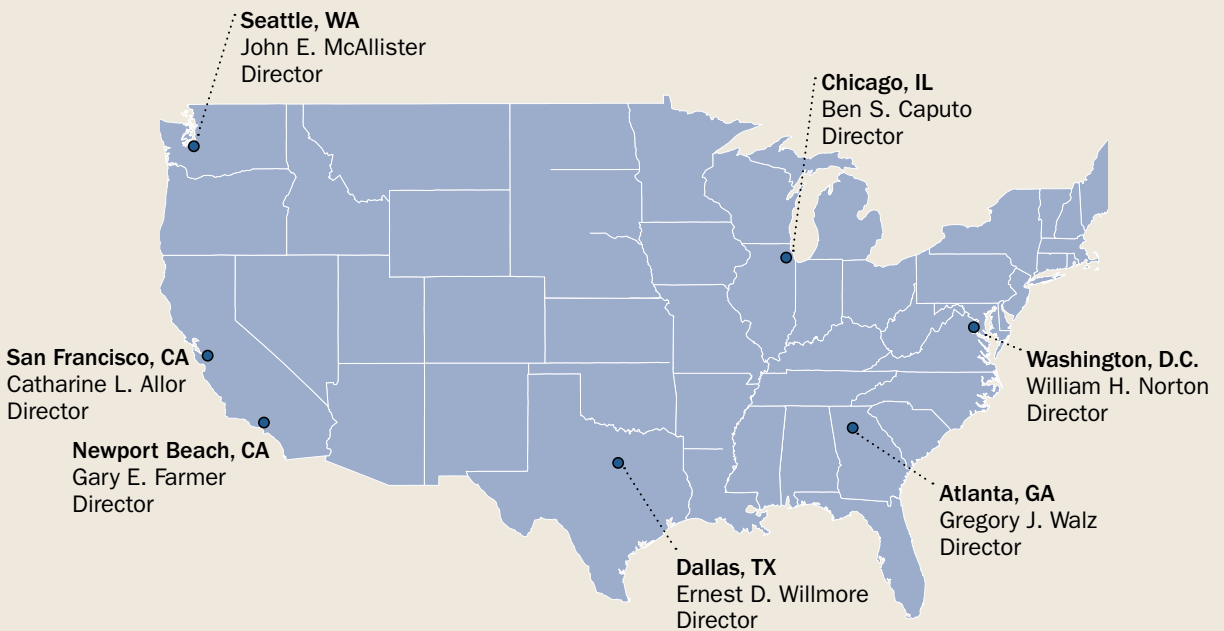 Seattle, WA
John E. McAllister
Director
Chicago, IL
Ben S. Caputo
Director
San Francisco, CA
Catharine L. Allor
Director
Washington, D.C.
William H. Norton
Director
Newport Beach, CA
Gary E. Farmer
Director
Atlanta, GA
Gregory J. Walz
Director
Dallas, TX
Ernest D. Willmore
Director